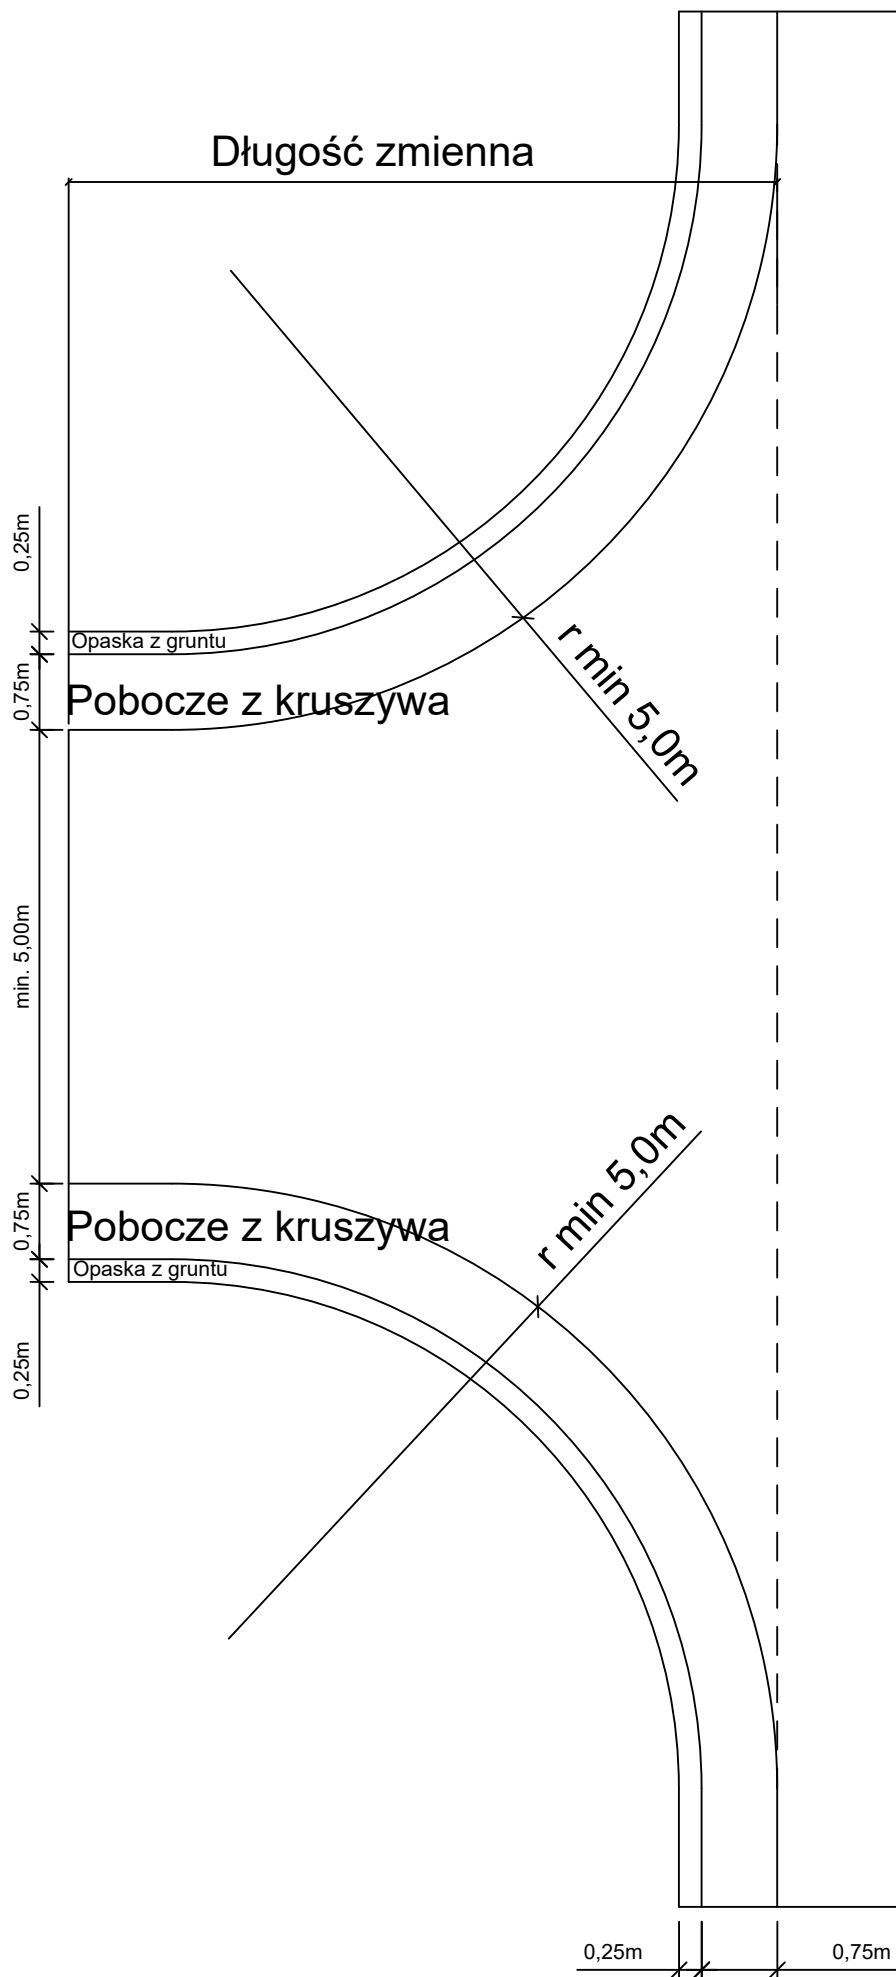 Długość zmienna
0,25m
Opaska z gruntu
0,75m
Pobocze z kruszywa
r min 5,0m
min. 5,00m
r min 5,0m
0,75m
Pobocze z kruszywa
Opaska z gruntu
0,25m
0,25m
0,75m